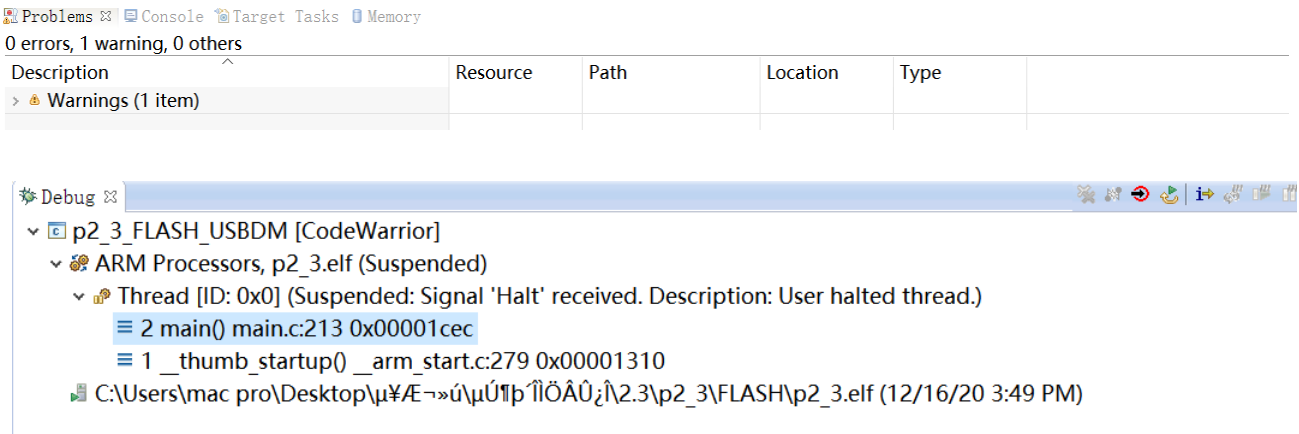 Problems Console Target Tasks Memory
0 errors, 1 warning, 0 others
Description Resource Path Location Type
Warnings (1 item)
Debug
p2_3_FLASH_USBDM [CodeWarrior]
ARM Processors, p2_3.elf (Suspended)
Thread [ID: 0x0] (Suspended: Signal 'Halt' received. Description: User halted thread.)
2 main() main.c:213 0x00001cec
1 __thumb_startup() __arm_start.c:279 0x00001310
C:\Users\mac pro\Desktop\µ¥Æ¬»ú\µÚ¶þ´ÎÌÖÂÛ¿Î\2.3\p2_3\FLASH\p2_3.elf (12/16/20 3:49 PM)